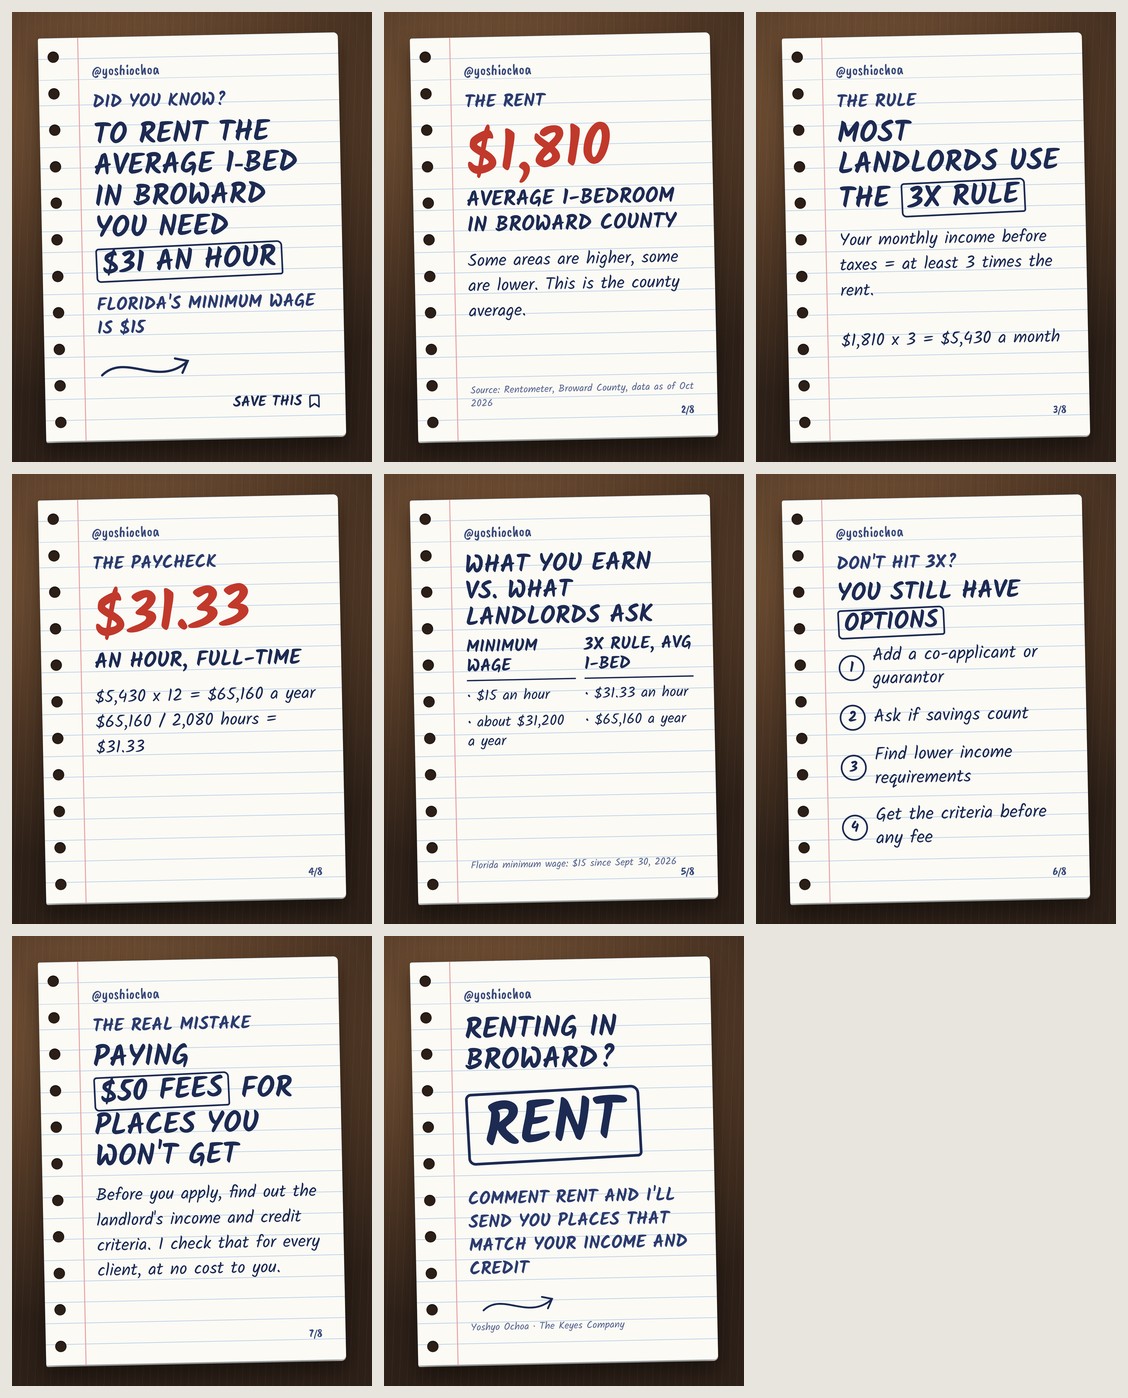 @yoshiochoa
DID YOU KNOW?
TO RENT THE
AVERAGE 1-BED
IN BROWARD
YOU NEED
$31 AN HOUR
FLORIDA'S MINIMUM WAGE
IS $15
SAVE THIS
@yoshiochoa
THE RENT
$1,810
AVERAGE 1-BEDROOM
IN BROWARD COUNTY
Some areas are higher, some
are lower. This is the county
average.
Source: Rentometer, Broward County, data as of Oct
2026
2/8
@yoshiochoa
THE RULE
MOST
LANDLORDS USE
THE 3X RULE
Your monthly income before
taxes = at least 3 times the
rent.
$1,810 x 3 = $5,430 a month
3/8
@yoshiochoa
THE PAYCHECK
$31.33
AN HOUR, FULL-TIME
$5,430 x 12 = $65,160 a year
$65,160 / 2,080 hours =
$31.33
4/8
@yoshiochoa
WHAT YOU EARN
VS. WHAT
LANDLORDS ASK
MINIMUM
WAGE
· $15 an hour
· about $31,200
a year
3X RULE, AVG
1-BED
· $31.33 an hour
· $65,160 a year
Florida minimum wage: $15 since Sept 30, 2026
5/8
@yoshiochoa
DON'T HIT 3X?
YOU STILL HAVE
OPTIONS
1 Add a co-applicant or
guarantor
2 Ask if savings count
3 Find lower income
requirements
4 Get the criteria before
any fee
6/8
@yoshiochoa
THE REAL MISTAKE
PAYING
$50 FEES FOR
PLACES YOU
WON'T GET
Before you apply, find out the
landlord's income and credit
criteria. I check that for every
client, at no cost to you.
7/8
@yoshiochoa
RENTING IN
BROWARD?
RENT
COMMENT RENT AND I'LL
SEND YOU PLACES THAT
MATCH YOUR INCOME AND
CREDIT
Yoshyo Ochoa · The Keyes Company